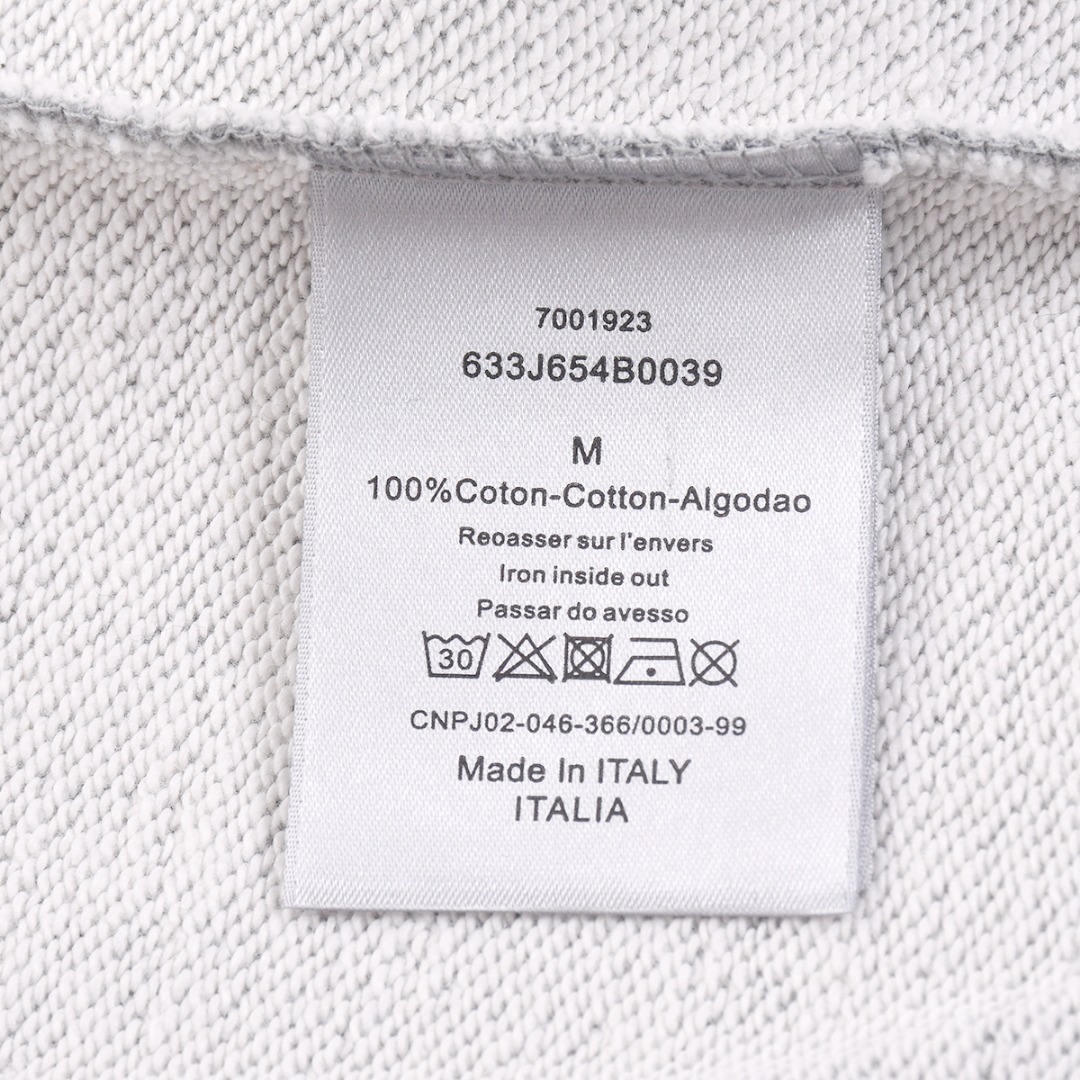 7001923
633J654B0039
M
100%Coton-Cotton-Algodao
Reoasser sur l'envers
Iron inside out
Passar do avesso
30
CNPJ02-046-366/0003-99
Made In ITALY
ITALIA